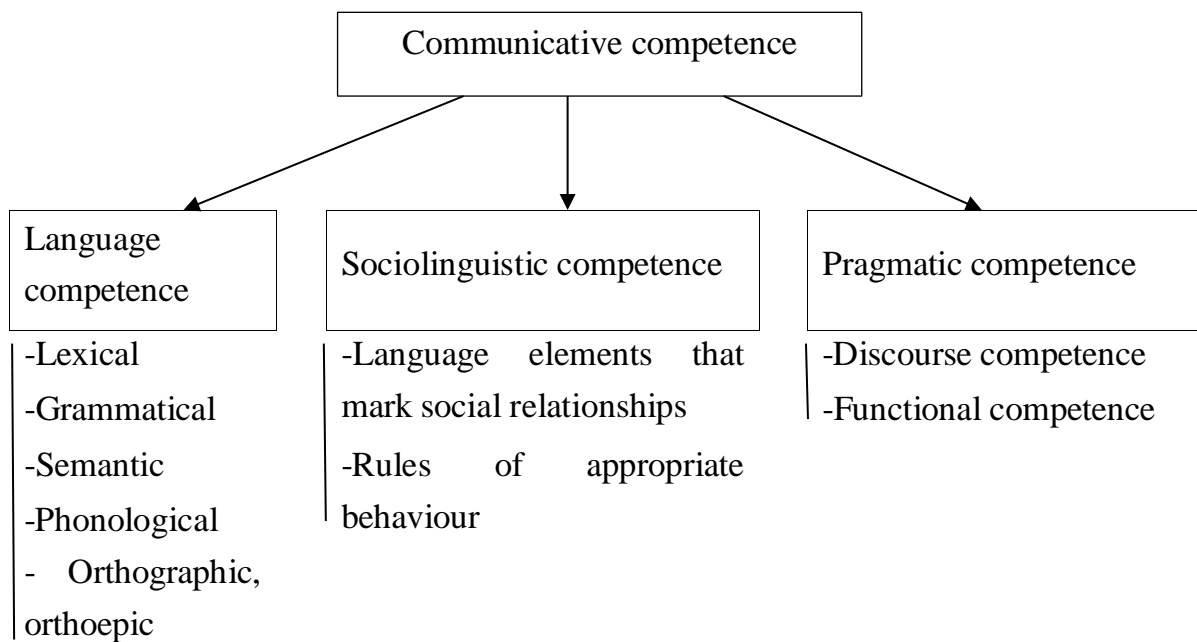 Communicative competence
Language
competence
-Lexical
-Grammatical
-Semantic
-Phonological
- Orthographic,
orthoepic
Sociolinguistic competence
-Language elements that
mark social relationships
-Rules of appropriate
behaviour
Pragmatic competence
-Discourse competence
-Functional competence